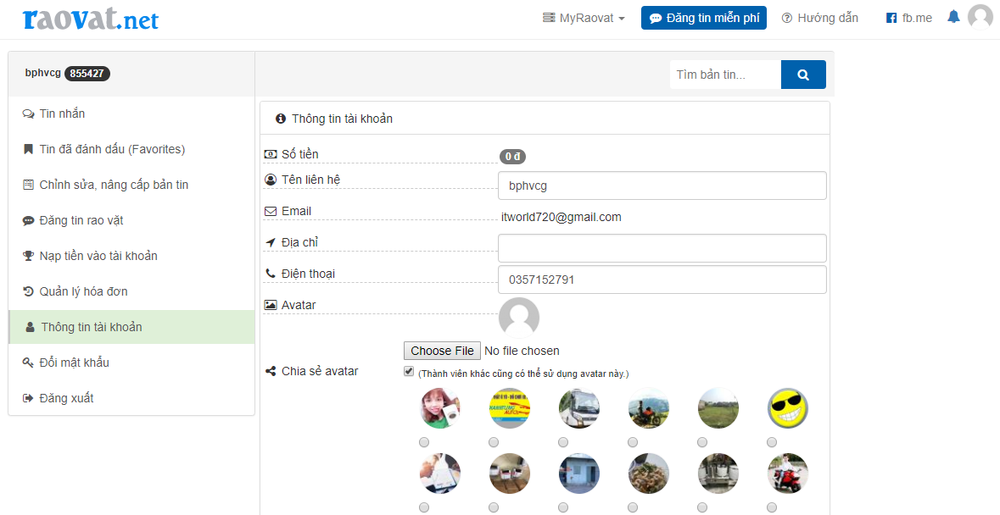 raovat.net
MyRaovat
Đăng tin miễn phí
Hướng dẫn
fb.me
bphvcg 855427
Tìm bản tin...
Tin nhắn
Tin đã đánh dấu (Favorites)
Chỉnh sửa, nâng cấp bản tin
Đăng tin rao vặt
Nạp tiền vào tài khoản
Quản lý hóa đơn
Thông tin tài khoản
Đổi mật khẩu
Đăng xuất
Thông tin tài khoản
Số tiền
0 đ
Tên liên hệ
bphvcg
Email
itworld720@gmail.com
Địa chỉ
Điện thoại
0357152791
Avatar
Choose File No file chosen
Chia sẻ avatar
(Thành viên khác cũng có thể sử dụng avatar này.)